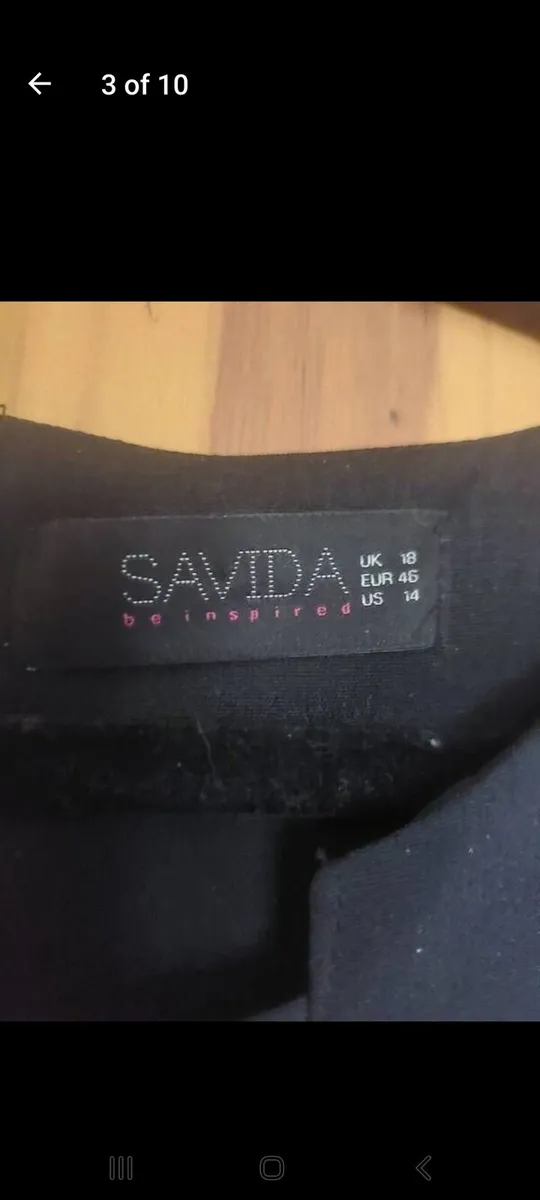 3 of 10
SAVIDA
be inspired
UK 18
EUR 46
US 14